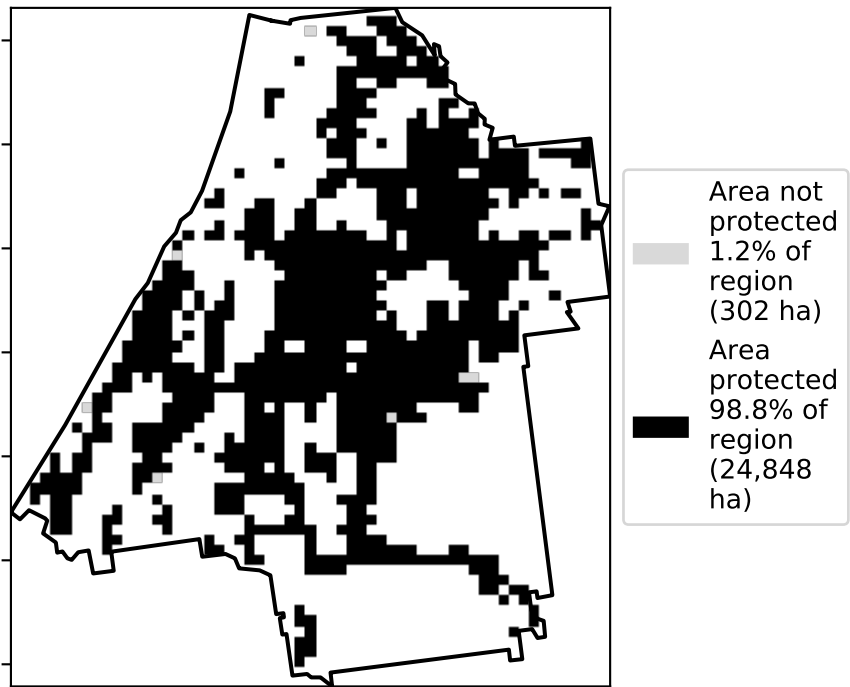 Area not
protected
1.2% of
region
(302 ha)
Area
protected
98.8% of
region
(24,848
ha)